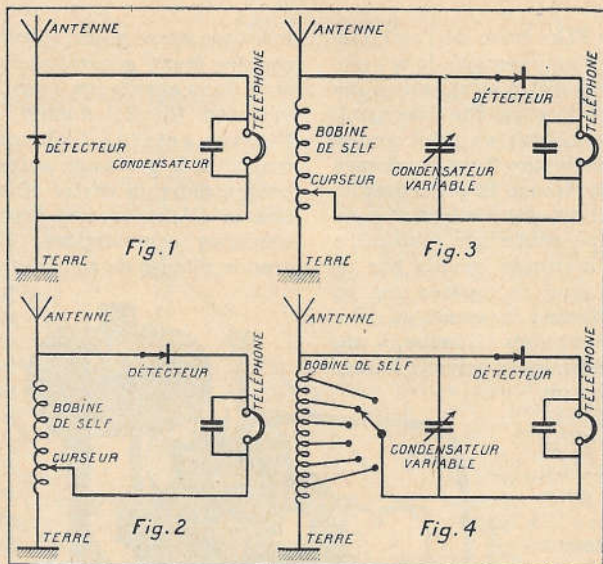 ANTENNE
DÉTECTEUR
CONDENSATEUR
TÉLÉPHONE
TERRE
Fig.1
ANTENNE
DÉTECTEUR
TÉLÉPHONE
BOBINE
DE SELF
CURSEUR
CONDENSATEUR
VARIABLE
TERRE
Fig.3
ANTENNE
DÉTECTEUR
TÉLÉPHONE
BOBINE
DE SELF
CURSEUR
TERRE
Fig.2
ANTENNE
BOBINE DE SELF
DÉTECTEUR
TÉLÉPHONE
CONDENSATEUR
VARIABLE
TERRE
Fig.4